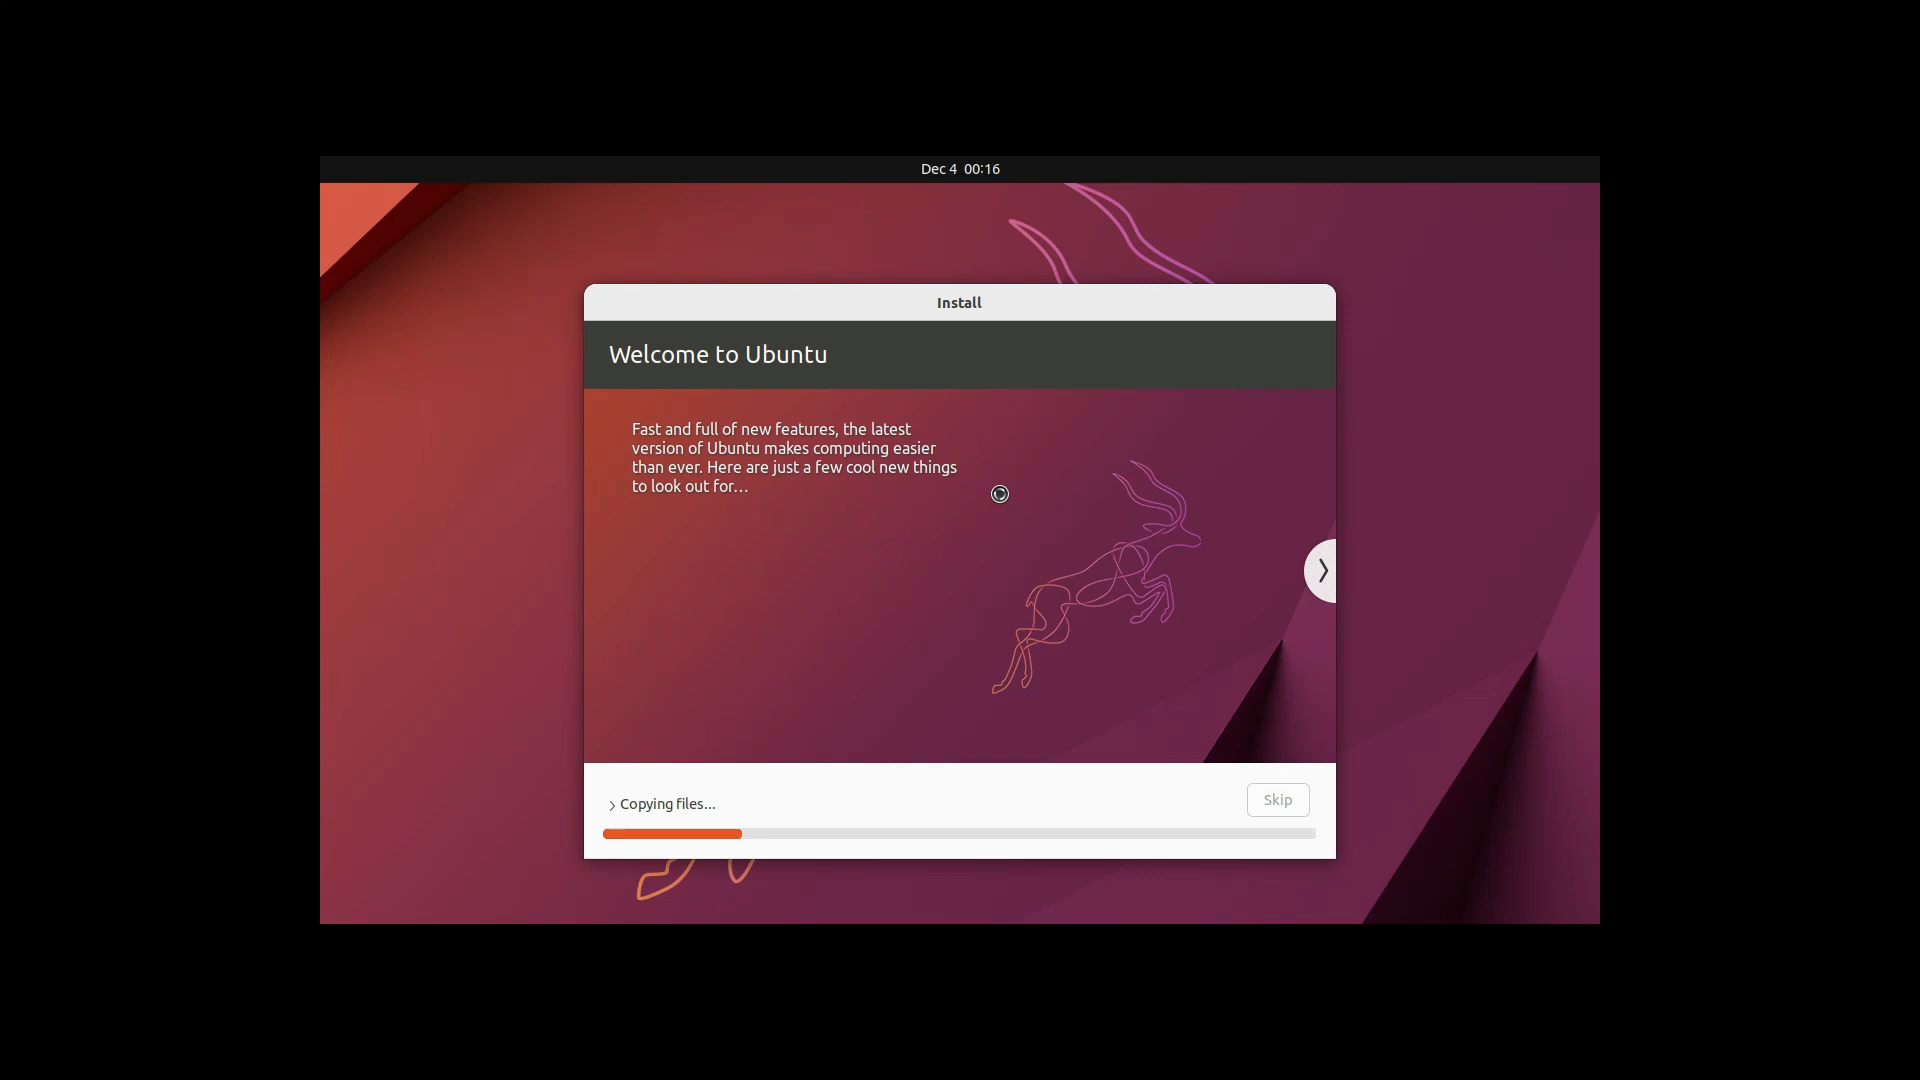 Dec 4 00:16
Install
Welcome to Ubuntu
Fast and full of new features, the latest
version of Ubuntu makes computing easier
than ever. Here are just a few cool new things
to look out for...
Copying files...
Skip